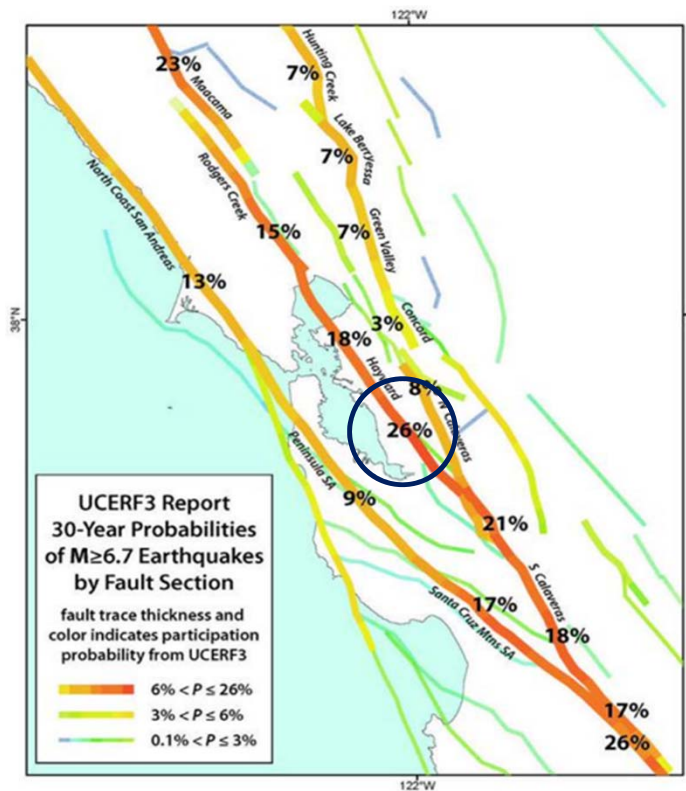 122°W
23%
Maacama
Hunting Creek
7%
Lake Berryessa
7%
North Coast San Andreas
Rodgers Creek
15%
7%
Green Valley
13%
38°N
Concord
3%
18%
Hayward
8%
N Calaveras
26%
Peninsula SA
9%
21%
S Calaveras
Santa Cruz Mtns SA
17%
18%
17%
26%
UCERF3 Report
30-Year Probabilities
of M≥6.7 Earthquakes
by Fault Section
fault trace thickness and
color indicates participation
probability from UCERF3
6% < P ≤ 26%
3% < P ≤ 6%
0.1% < P ≤ 3%
122°W